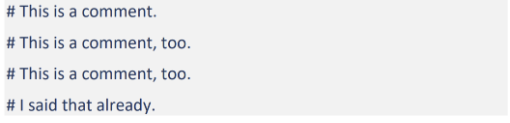 # This is a comment.
# This is a comment, too.
# This is a comment, too.
# I said that already.